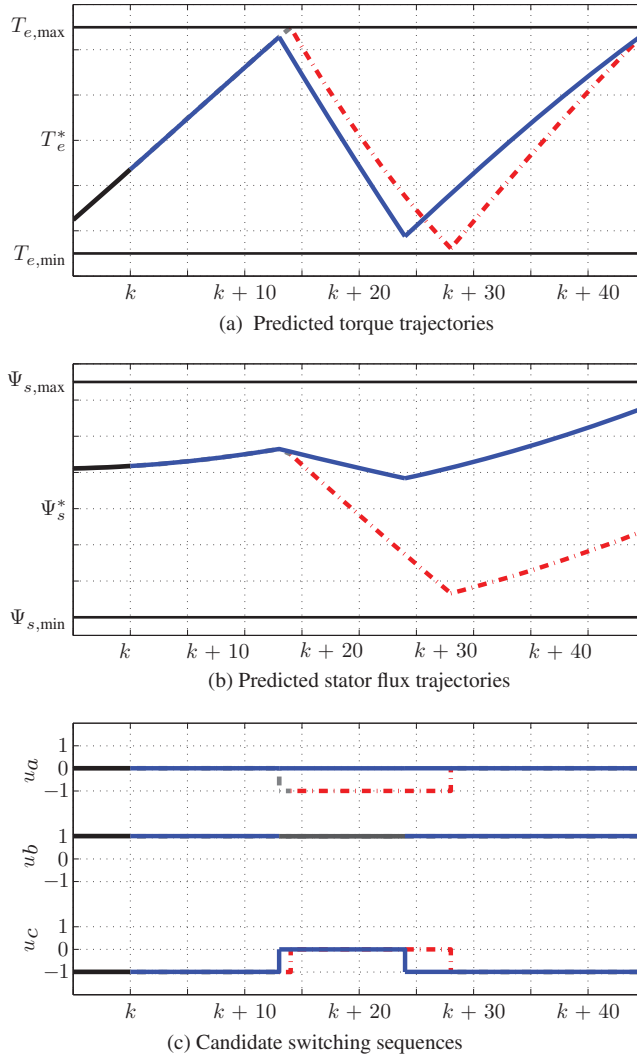 T_{e,max}
T_e^*
T_{e,min}
k k + 10 k + 20 k + 30 k + 40
(a) Predicted torque trajectories
Ψ_{s,max}
Ψ_s^*
Ψ_{s,min}
k k + 10 k + 20 k + 30 k + 40
(b) Predicted stator flux trajectories
u_a
1
0
−1
u_b
1
0
−1
u_c
1
0
−1
k k + 10 k + 20 k + 30 k + 40
(c) Candidate switching sequences